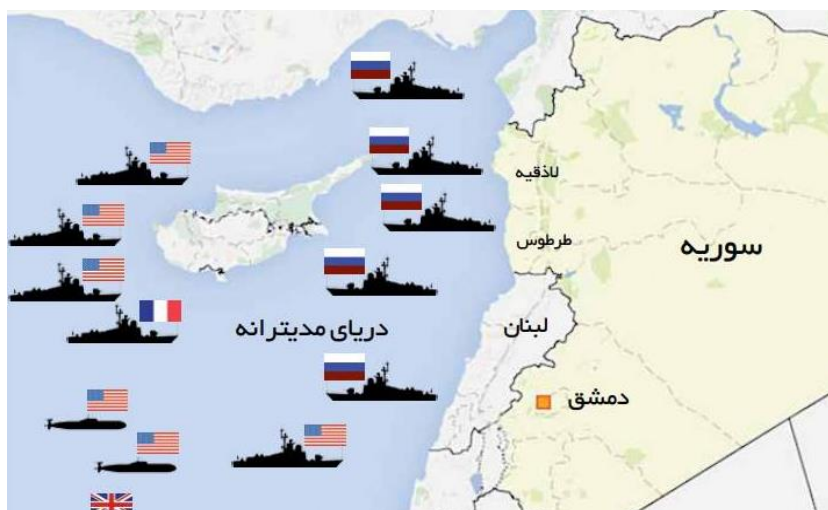 لاذقیه
طرطوس
سوریه
لبنان
دریای مدیترانه
دمشق